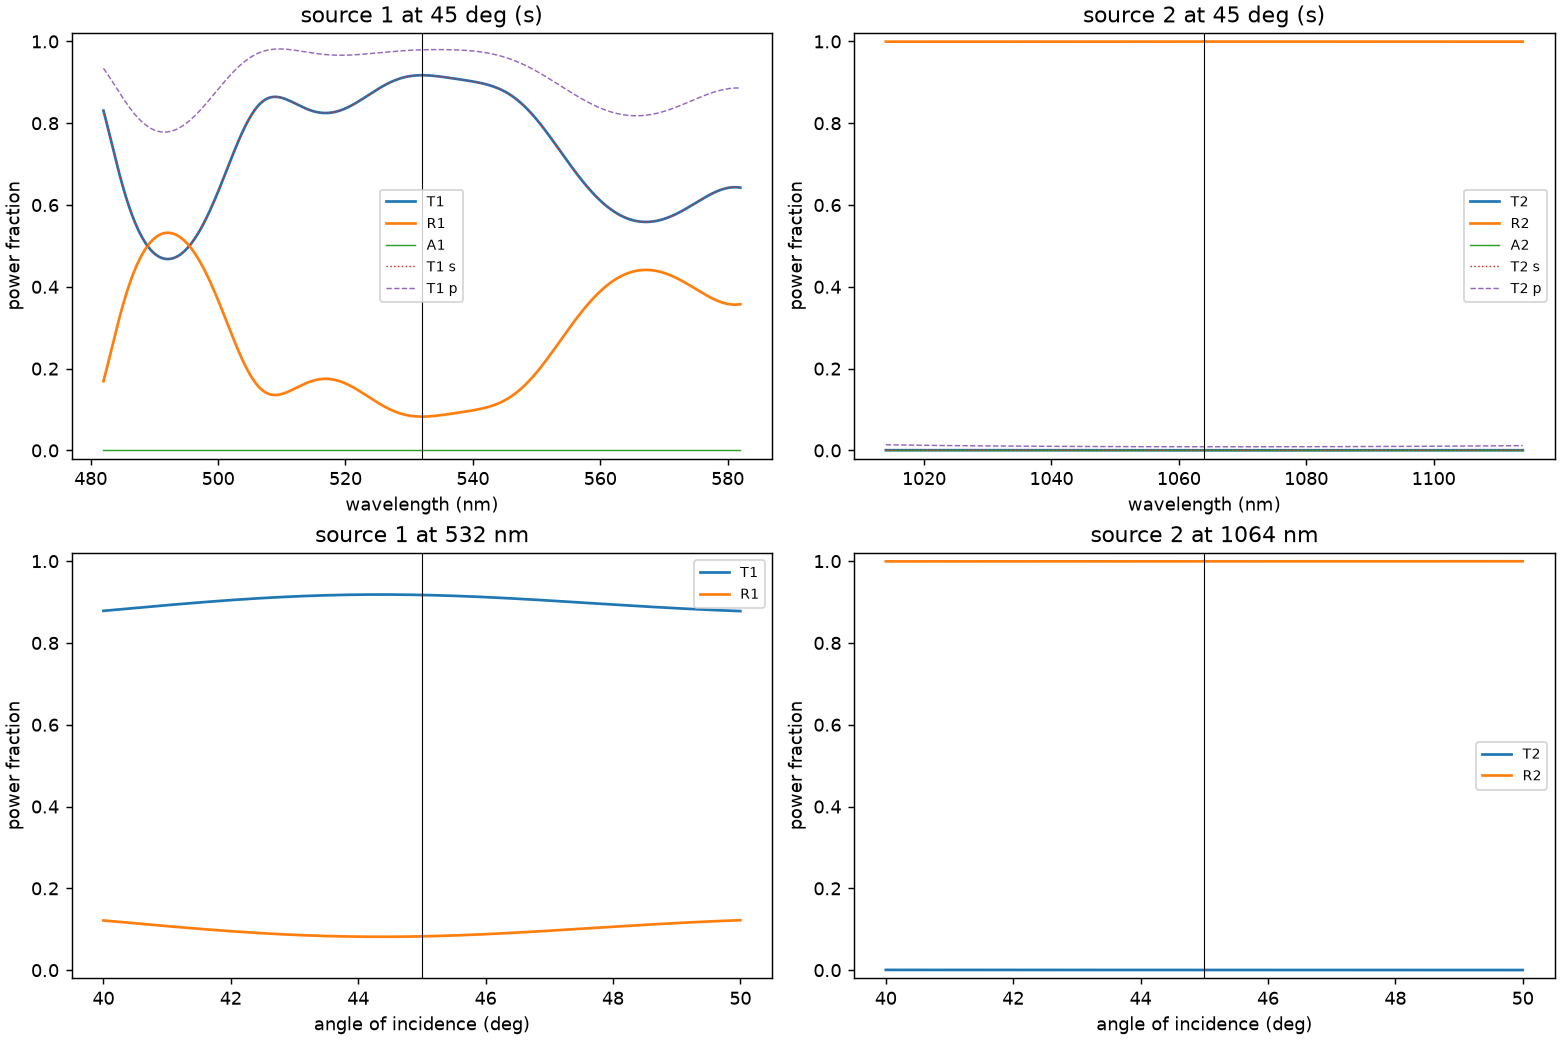 source 1 at 45 deg (s)
1.0
0.8
0.6
0.4
0.2
0.0
power fraction
T1
R1
A1
T1 s
T1 p
480 500 520 540 560 580
wavelength (nm)
source 2 at 45 deg (s)
1.0
0.8
0.6
0.4
0.2
0.0
power fraction
T2
R2
A2
T2 s
T2 p
1020 1040 1060 1080 1100
wavelength (nm)
source 1 at 532 nm
1.0
0.8
0.6
0.4
0.2
0.0
power fraction
T1
R1
40 42 44 46 48 50
angle of incidence (deg)
source 2 at 1064 nm
1.0
0.8
0.6
0.4
0.2
0.0
power fraction
T2
R2
40 42 44 46 48 50
angle of incidence (deg)